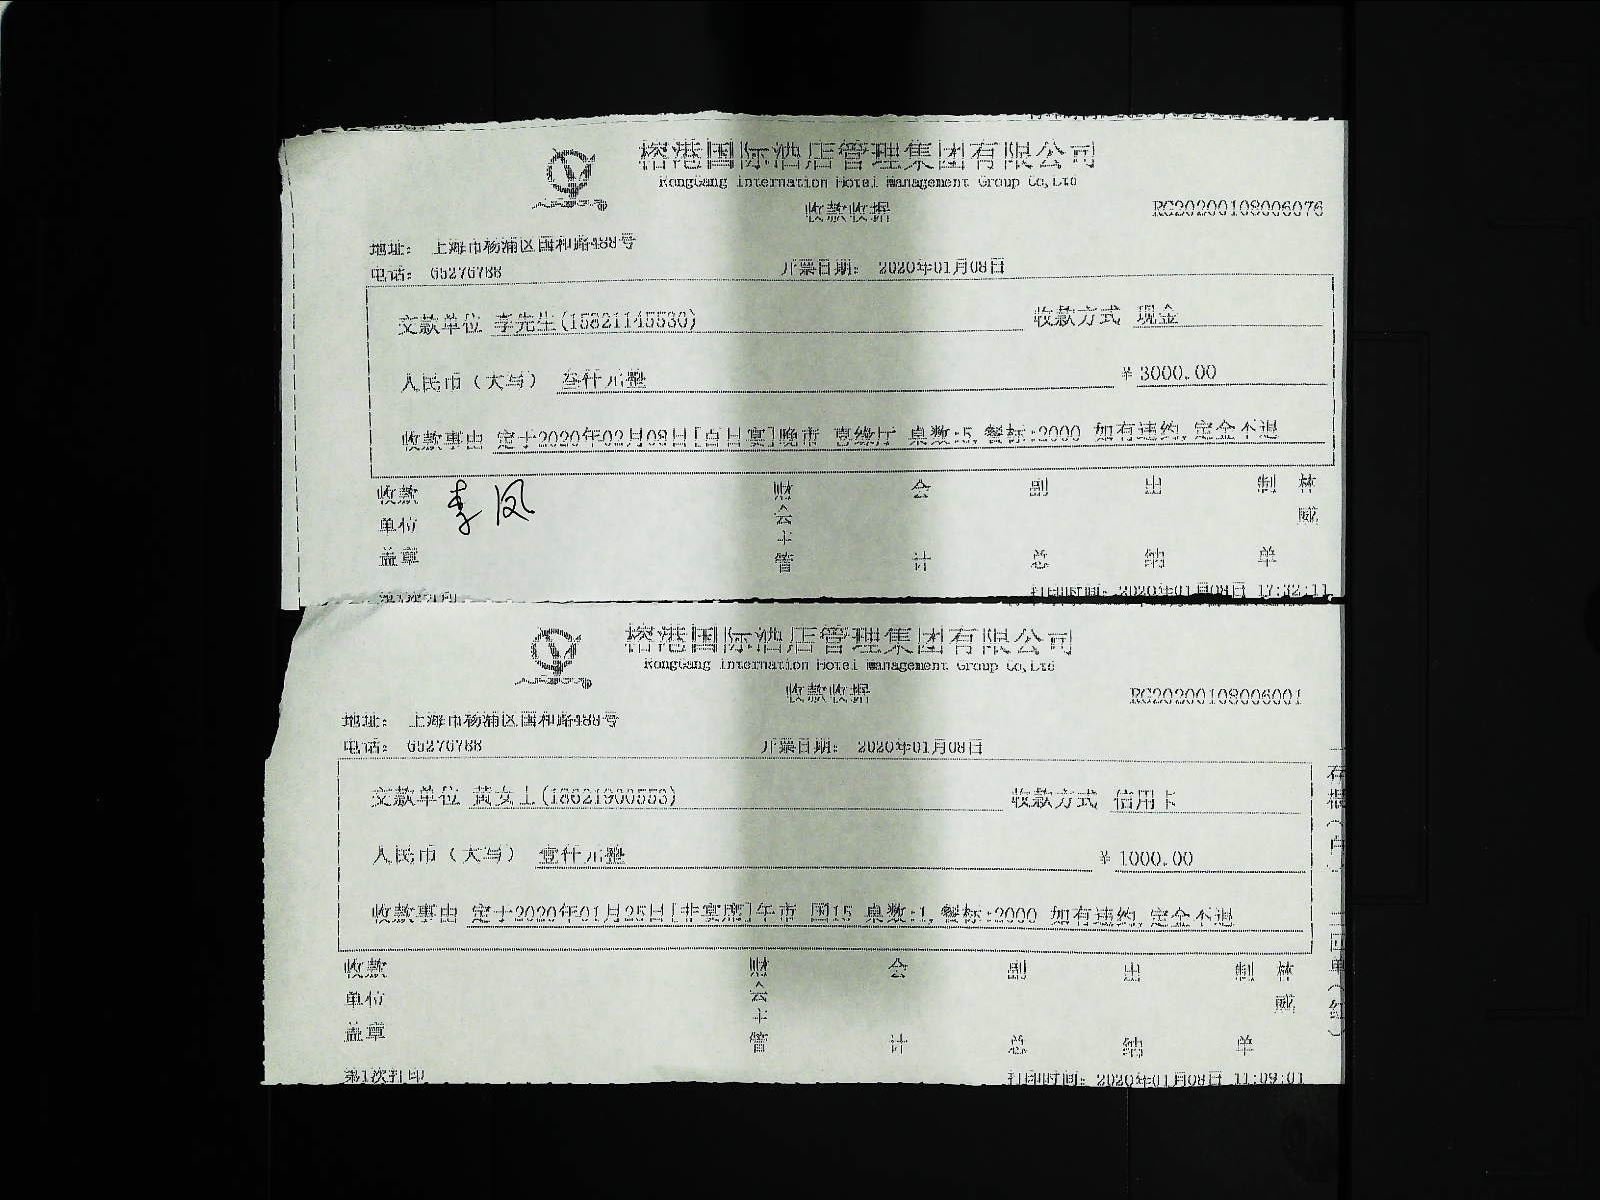 榕港国际酒店管理集团有限公司
RongGang Internation Hotel Management Group Co,Ltd
收款收据 RG20200108006076
地址: 上海市杨浦区国和路488号
电话: 65276788 开票日期: 2020年01月08日
交款单位 李先生(15821145530) 收款方式 现金
人民币（大写） 叁仟元整 ¥ 3000.00
收款事由 定于2020年02月08日[百日宴]晚市 喜缘厅 桌数:5,餐标:2000 如有违约,定金不退
收款单位盖章 李凤 财会主管 会计 副总 出纳 制单 林威
第1次打印 打印时间: 2020年01月08日 17:32:11
榕港国际酒店管理集团有限公司
RongGang Internation Hotel Management Group Co,Ltd
收款收据 RG20200108006001
地址: 上海市杨浦区国和路488号
电话: 65276788 开票日期: 2020年01月08日
交款单位 黄女士(18621900553) 收款方式 信用卡
人民币（大写） 壹仟元整 ¥ 1000.00
收款事由 定于2020年01月25日[非宴席]午市 国15 桌数:1,餐标:2000 如有违约,定金不退
收款单位盖章 财会主管 会计 副总 出纳 制单 林威
第1次打印 打印时间: 2020年01月08日 11:09:01